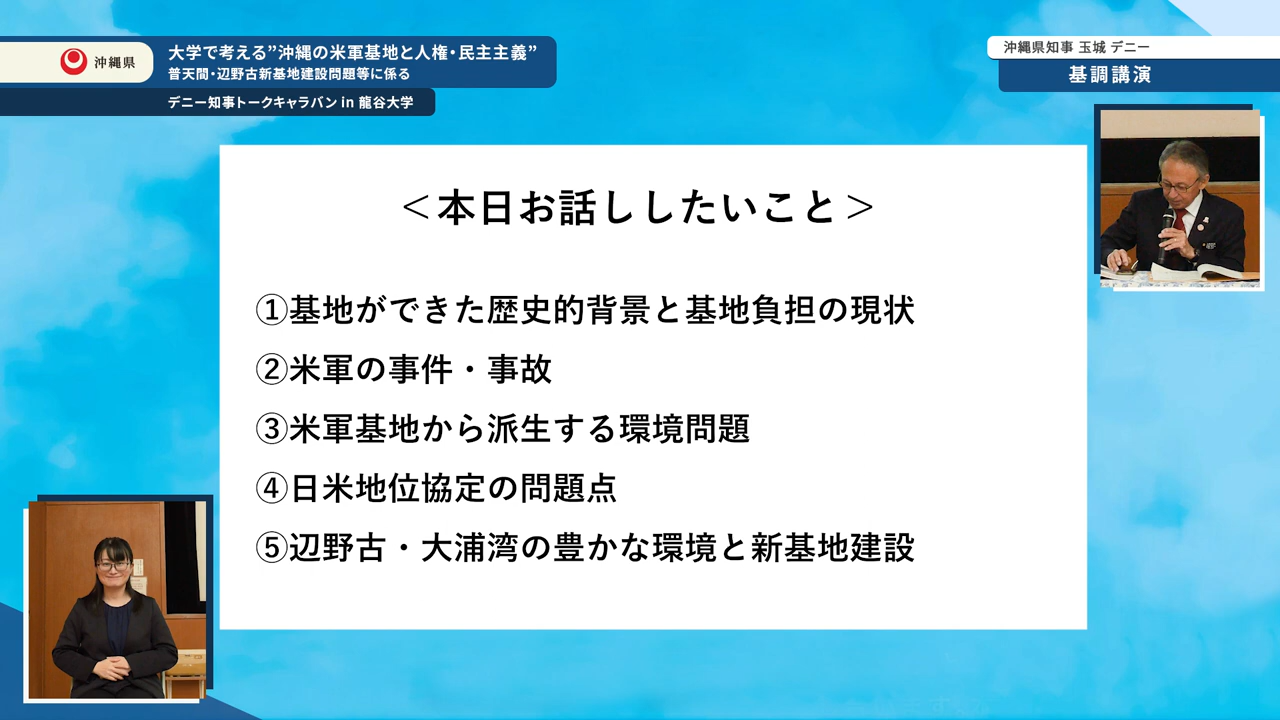 沖縄県
大学で考える”沖縄の米軍基地と人権・民主主義”
普天間・辺野古新基地建設問題等に係る
デニー知事トークキャラバン in 龍谷大学
沖縄県知事 玉城 デニー
基調講演
＜本日お話ししたいこと＞
①基地ができた歴史的背景と基地負担の現状
②米軍の事件・事故
③米軍基地から派生する環境問題
④日米地位協定の問題点
⑤辺野古・大浦湾の豊かな環境と新基地建設